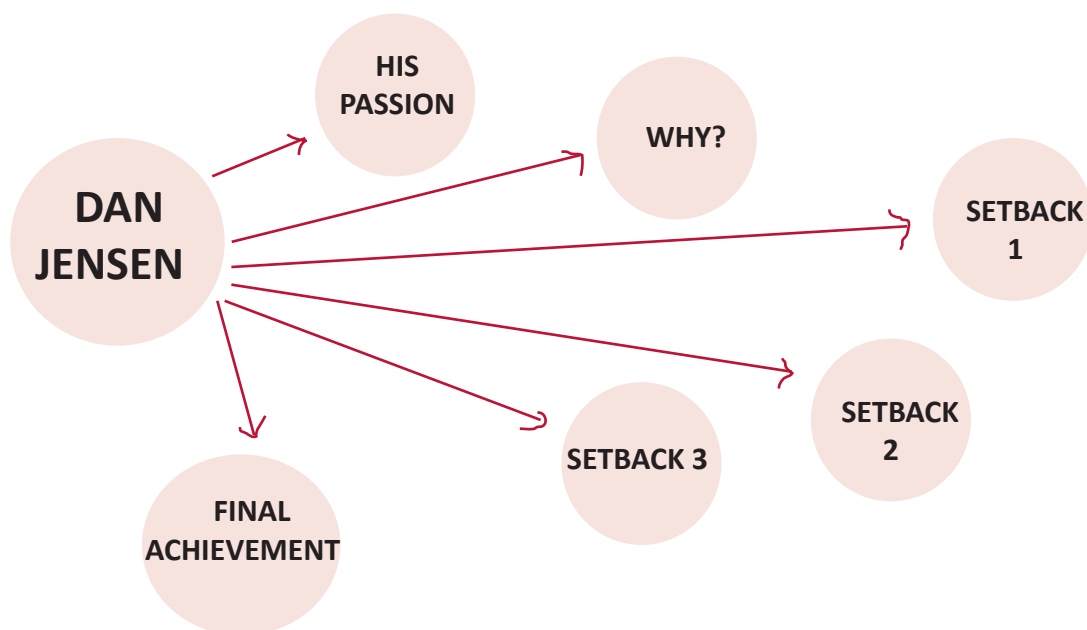 DAN
JENSEN
HIS
PASSION
WHY?
SETBACK
1
SETBACK
2
SETBACK 3
FINAL
ACHIEVEMENT